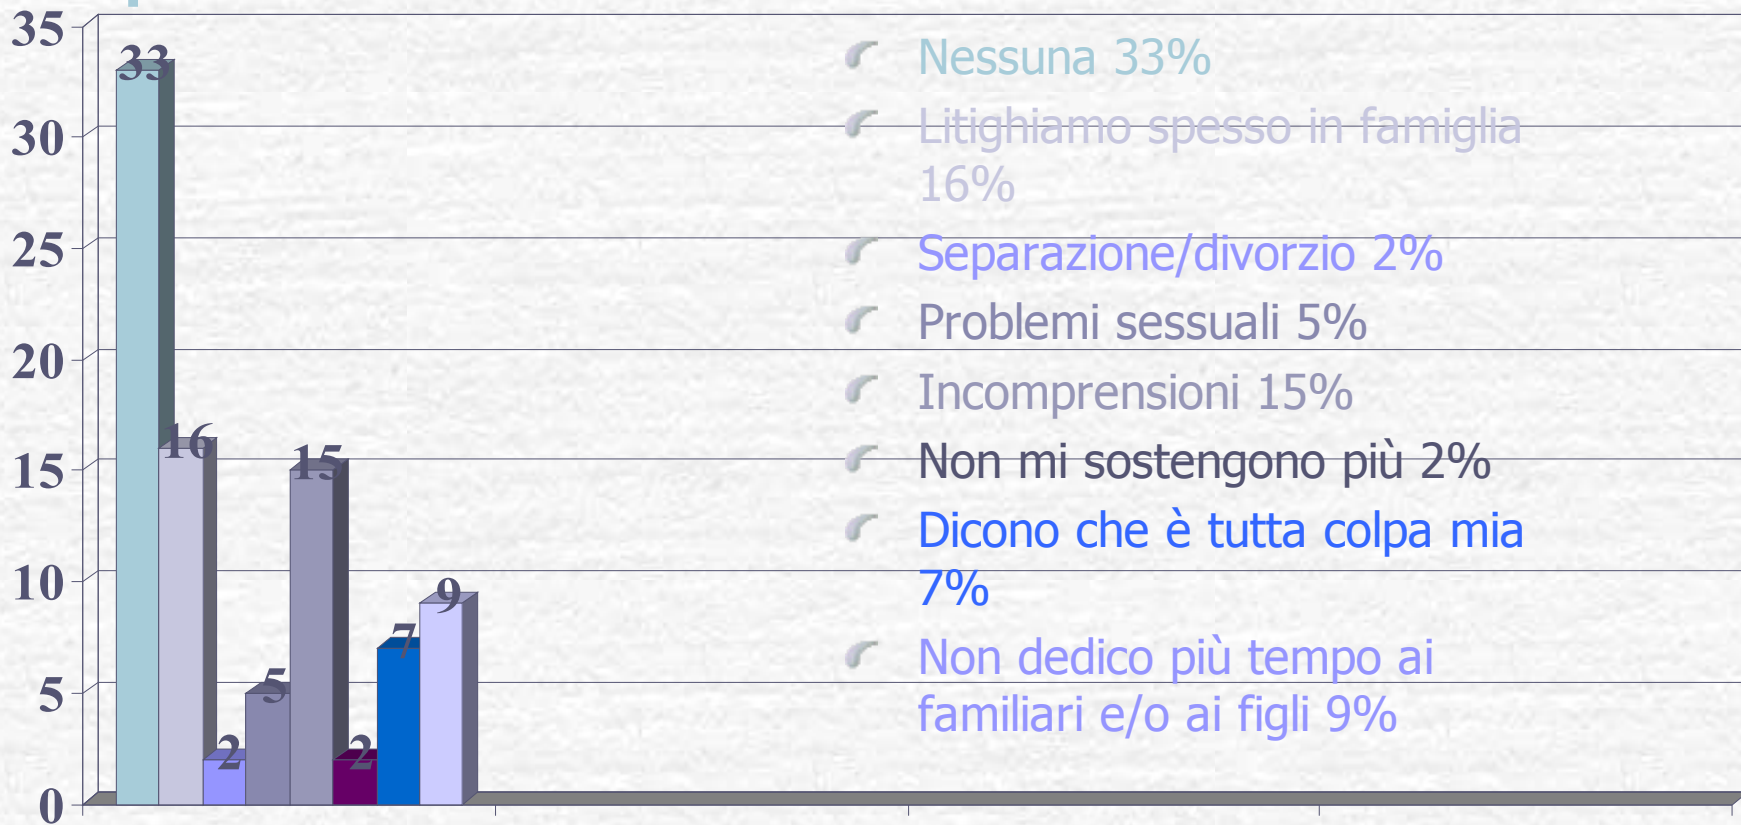 35
30
25
20
15
10
5
0
33
16
2
5
15
2
7
9
Nessuna 33%
Litighiamo spesso in famiglia
16%
Separazione/divorzio 2%
Problemi sessuali 5%
Incomprensioni 15%
Non mi sostengono più 2%
Dicono che è tutta colpa mia
7%
Non dedico più tempo ai
familiari e/o ai figli 9%